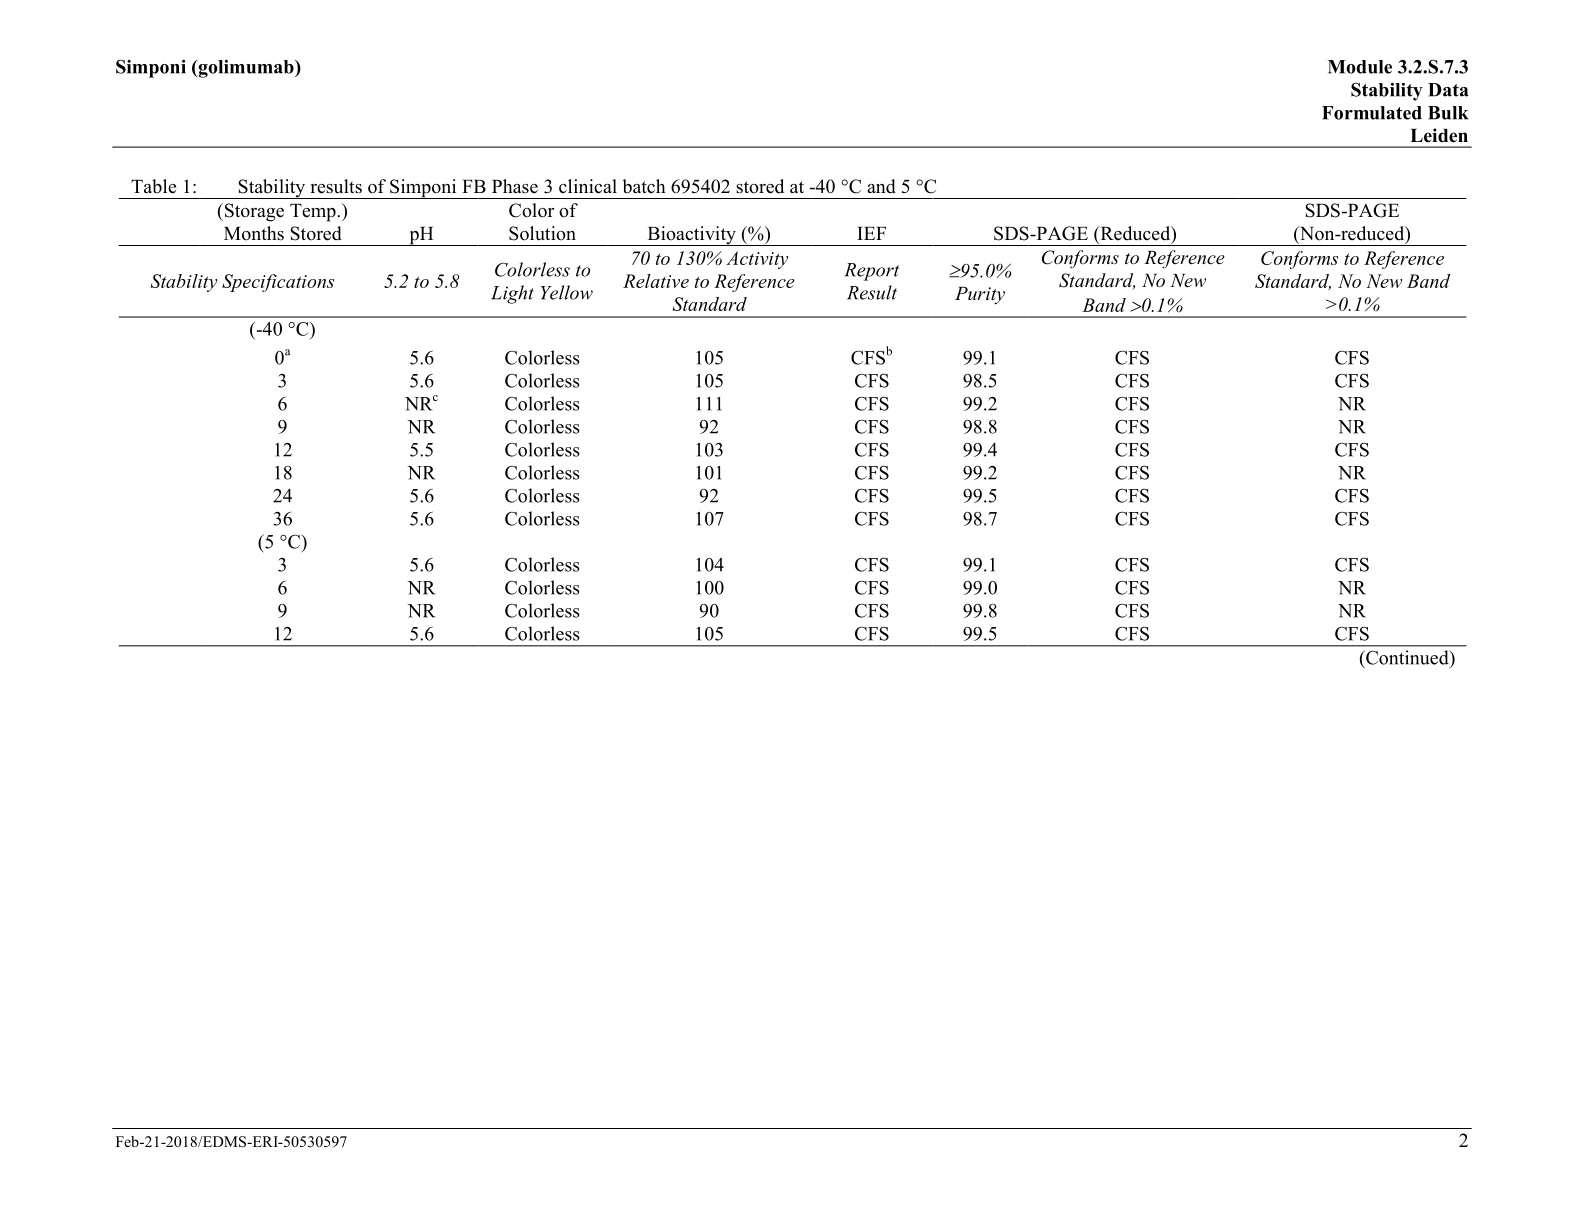 Simponi (golimumab)
Module 3.2.S.7.3
Stability Data
Formulated Bulk
Leiden
Table 1: Stability results of Simponi FB Phase 3 clinical batch 695402 stored at -40 °C and 5 °C
(Storage Temp.) Color of SDS-PAGE
Months Stored pH Solution Bioactivity (%) IEF SDS-PAGE (Reduced) (Non-reduced)
70 to 130% Activity Conforms to Reference Conforms to Reference
Stability Specifications 5.2 to 5.8 Colorless to Relative to Reference Report ≥95.0% Standard, No New Standard, No New Band
Light Yellow Standard Result Purity Band >0.1% >0.1%
(-40 °C)
0a 5.6 Colorless 105 CFSb 99.1 CFS CFS
3 5.6 Colorless 105 CFS 98.5 CFS CFS
6 NRc Colorless 111 CFS 99.2 CFS NR
9 NR Colorless 92 CFS 98.8 CFS NR
12 5.5 Colorless 103 CFS 99.4 CFS CFS
18 NR Colorless 101 CFS 99.2 CFS NR
24 5.6 Colorless 92 CFS 99.5 CFS CFS
36 5.6 Colorless 107 CFS 98.7 CFS CFS
(5 °C)
3 5.6 Colorless 104 CFS 99.1 CFS CFS
6 NR Colorless 100 CFS 99.0 CFS NR
9 NR Colorless 90 CFS 99.8 CFS NR
12 5.6 Colorless 105 CFS 99.5 CFS CFS
(Continued)
Feb-21-2018/EDMS-ERI-50530597 2